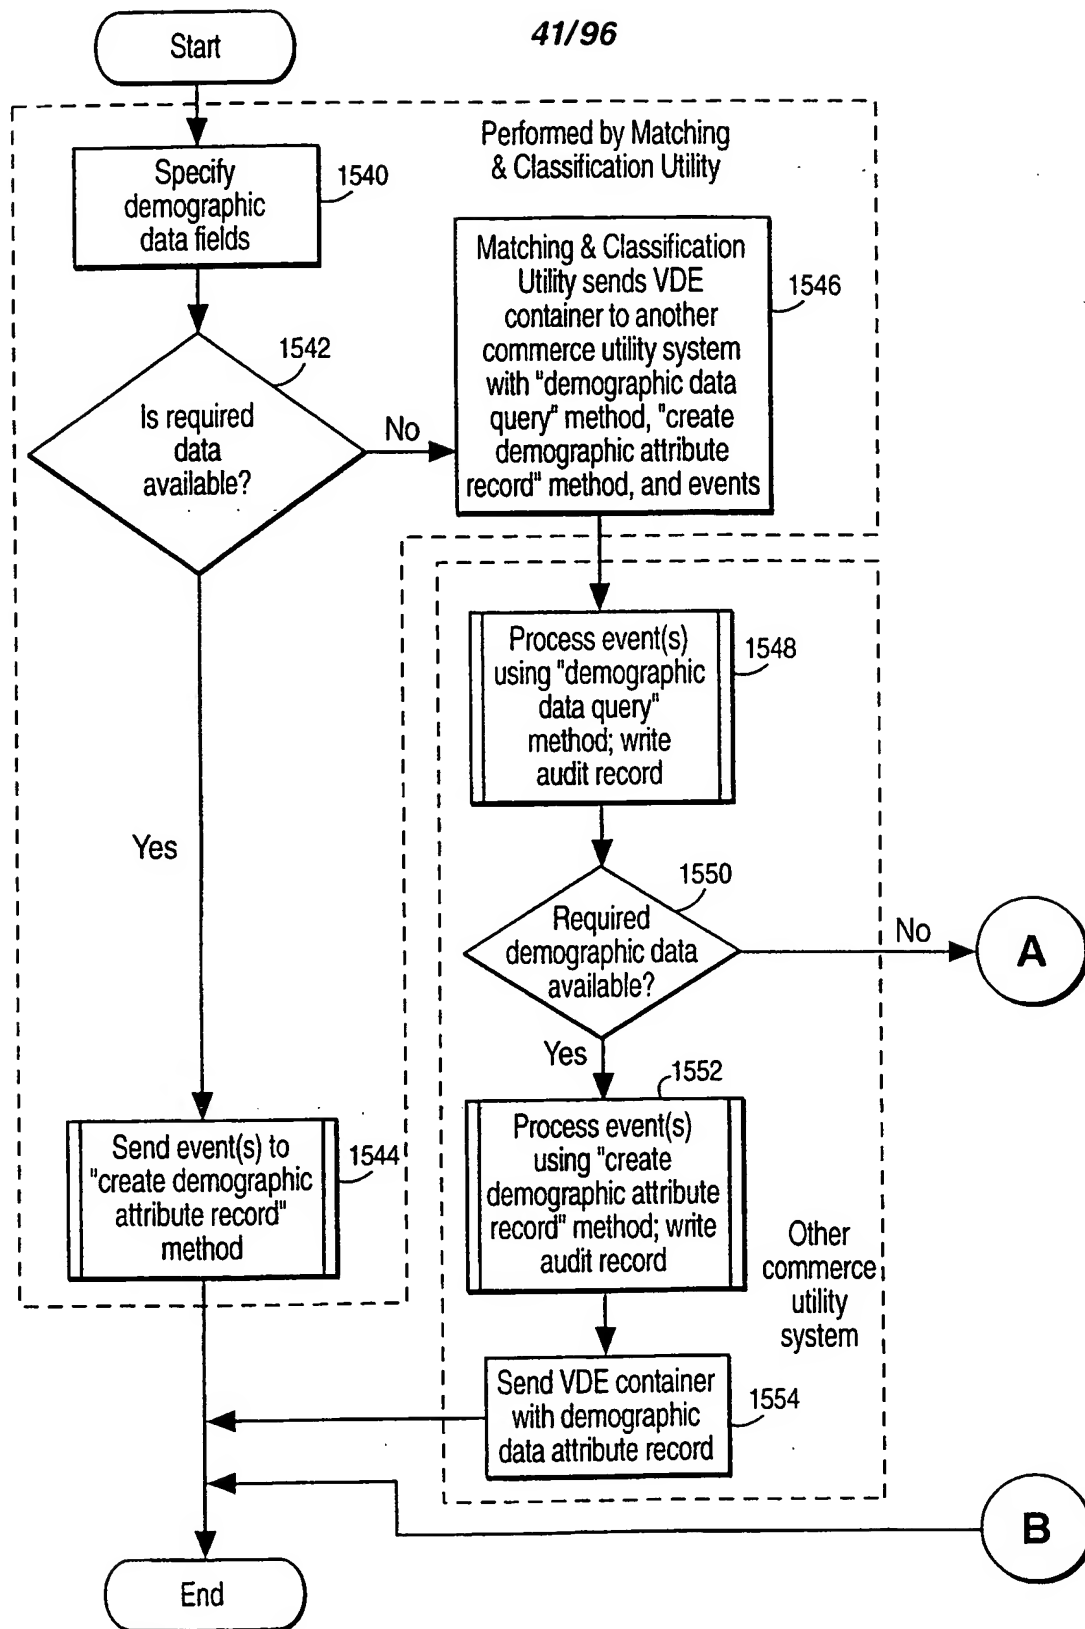 41/96
Start
Performed by Matching
& Classification Utility
Specify
demographic
data fields
1540
Matching & Classification
Utility sends VDE
container to another
commerce utility system
with "demographic data
query" method, "create
demographic attribute
record" method, and events
1546
1542
Is required
data
available?
No
Process event(s)
using "demographic
data query"
method; write
audit record
1548
Yes
1550
Required
demographic data
available?
No
A
Yes
1552
Process event(s)
using "create
demographic attribute
record" method; write
audit record
Send event(s) to
"create demographic
attribute record"
method
1544
Other
commerce
utility
system
Send VDE container
with demographic
data attribute record
1554
B
End